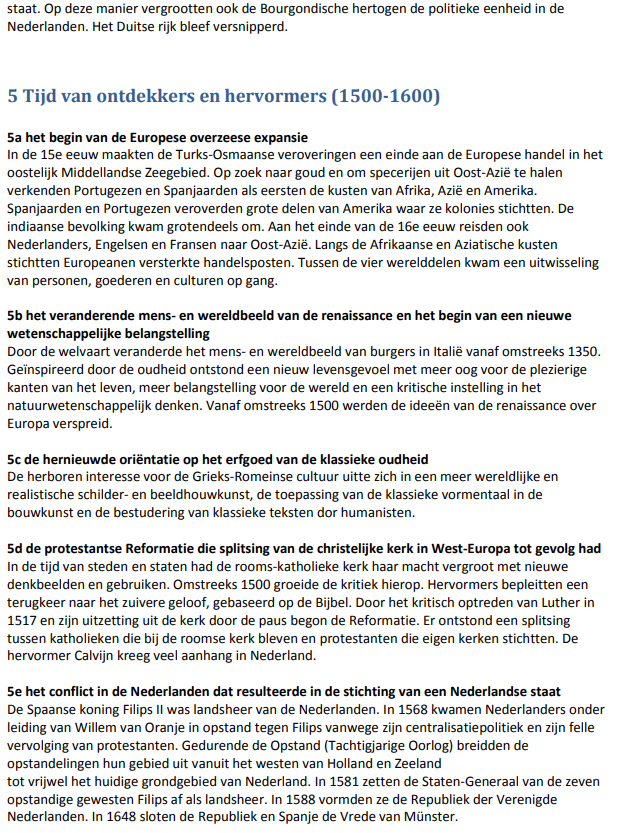 staat. Op deze manier vergrootten ook de Bourgondische hertogen de politieke eenheid in de
Nederlanden. Het Duitse rijk bleef versnipperd.
5 Tijd van ontdekkers en hervormers (1500-1600)
5a het begin van de Europese overzeese expansie
In de 15e eeuw maakten de Turks-Osmaanse veroveringen een einde aan de Europese handel in het
oostelijk Middellandse Zeegebied. Op zoek naar goud en om specerijen uit Oost-Azië te halen
verkenden Portugezen en Spanjaarden als eersten de kusten van Afrika, Azië en Amerika.
Spanjaarden en Portugezen veroverden grote delen van Amerika waar ze kolonies stichtten. De
indiaanse bevolking kwam grotendeels om. Aan het einde van de 16e eeuw reisden ook
Nederlanders, Engelsen en Fransen naar Oost-Azië. Langs de Afrikaanse en Aziatische kusten
stichtten Europeanen versterkte handelsposten. Tussen de vier werelddelen kwam een uitwisseling
van personen, goederen en culturen op gang.
5b het veranderende mens- en wereldbeeld van de renaissance en het begin van een nieuwe
wetenschappelijke belangstelling
Door de welvaart veranderde het mens- en wereldbeeld van burgers in Italië vanaf omstreeks 1350.
Geïnspireerd door de oudheid ontstond een nieuw levensgevoel met meer oog voor de plezierige
kanten van het leven, meer belangstelling voor de wereld en een kritische instelling in het
natuurwetenschappelijk denken. Vanaf omstreeks 1500 werden de ideeën van de renaissance over
Europa verspreid.
5c de hernieuwde oriëntatie op het erfgoed van de klassieke oudheid
De herboren interesse voor de Grieks-Romeinse cultuur uitte zich in een meer wereldlijke en
realistische schilder- en beeldhouwkunst, de toepassing van de klassieke vormentaal in de
bouwkunst en de bestudering van klassieke teksten dor humanisten.
5d de protestantse Reformatie die splitsing van de christelijke kerk in West-Europa tot gevolg had
In de tijd van steden en staten had de rooms-katholieke kerk haar macht vergroot met nieuwe
denkbeelden en gebruiken. Omstreeks 1500 groeide de kritiek hierop. Hervormers bepleitten een
terugkeer naar het zuivere geloof, gebaseerd op de Bijbel. Door het kritisch optreden van Luther in
1517 en zijn uitzetting uit de kerk door de paus begon de Reformatie. Er ontstond een splitsing
tussen katholieken die bij de roomse kerk bleven en protestanten die eigen kerken stichtten. De
hervormer Calvijn kreeg veel aanhang in Nederland.
5e het conflict in de Nederlanden dat resulteerde in de stichting van een Nederlandse staat
De Spaanse koning Filips II was landsheer van de Nederlanden. In 1568 kwamen Nederlanders onder
leiding van Willem van Oranje in opstand tegen Filips vanwege zijn centralisatiepolitiek en zijn felle
vervolging van protestanten. Gedurende de Opstand (Tachtigjarige Oorlog) breidden de
opstandelingen hun gebied uit vanuit het westen van Holland en Zeeland
tot vrijwel het huidige grondgebied van Nederland. In 1581 zetten de Staten-Generaal van de zeven
opstandige gewesten Filips af als landsheer. In 1588 vormden ze de Republiek der Verenigde
Nederlanden. In 1648 sloten de Republiek en Spanje de Vrede van Münster.